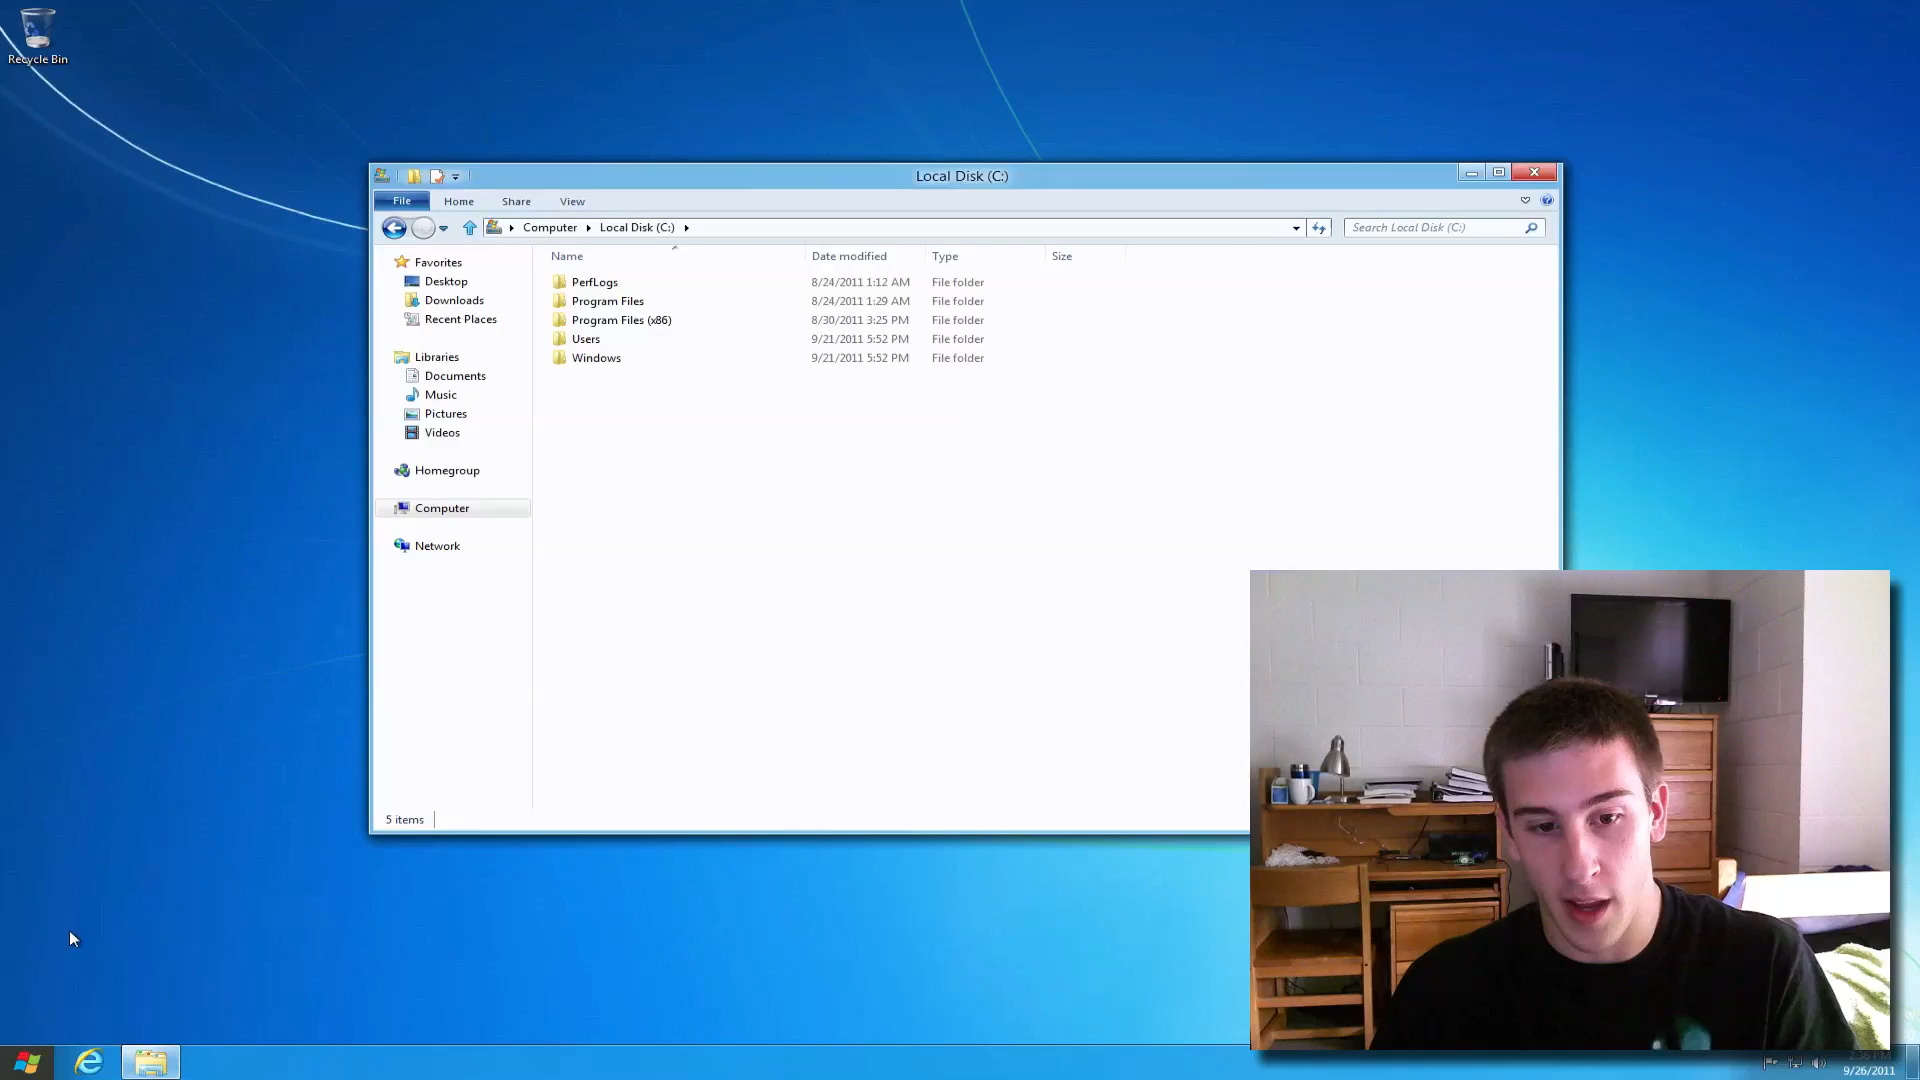 Recycle Bin
Local Disk (C:)
File Home Share View
Computer Local Disk (C:)
Search Local Disk (C:)
Name Date modified Type Size
Favorites
Desktop
Downloads
Recent Places
Libraries
Documents
Music
Pictures
Videos
Homegroup
Computer
Network
PerfLogs 8/24/2011 1:12 AM File folder
Program Files 8/24/2011 1:29 AM File folder
Program Files (x86) 8/30/2011 3:25 PM File folder
Users 9/21/2011 5:52 PM File folder
Windows 9/21/2011 5:52 PM File folder
5 items
9/26/2011